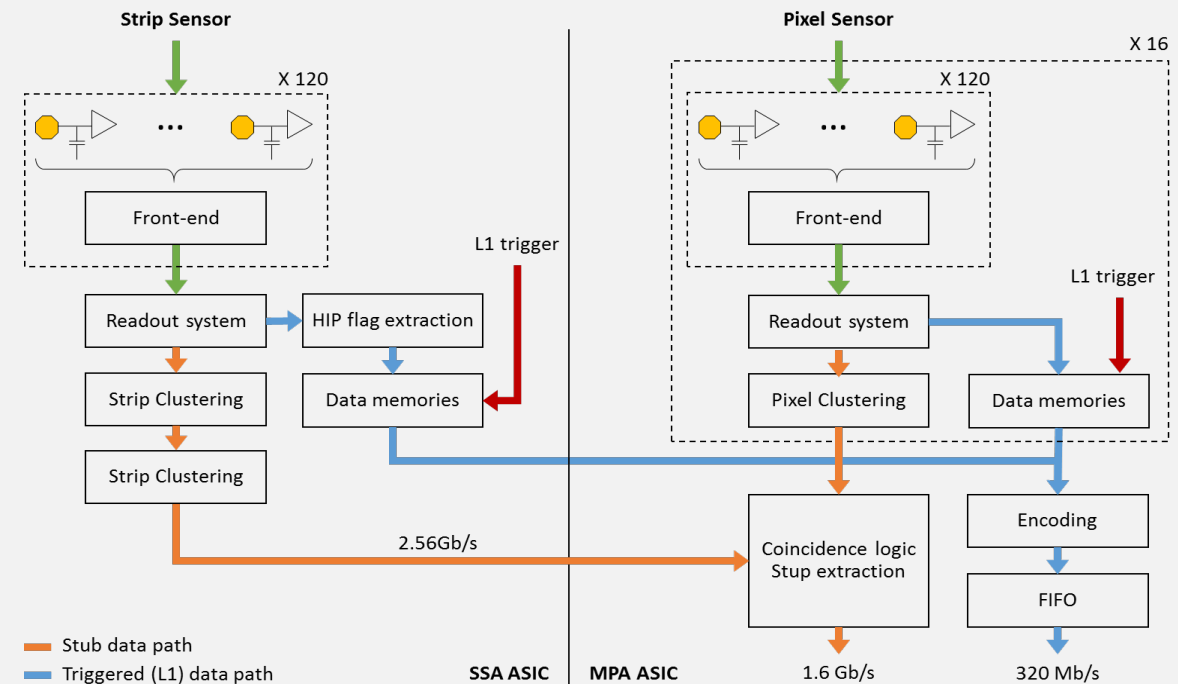 Strip Sensor
Pixel Sensor
X 16
X 120
X 120
Front-end
Front-end
L1 trigger
L1 trigger
Readout system
HIP flag extraction
Readout system
Strip Clustering
Data memories
Pixel Clustering
Data memories
Strip Clustering
2.56Gb/s
Coincidence logic
Stup extraction
Encoding
FIFO
Stub data path
Triggered (L1) data path
SSA ASIC
MPA ASIC
1.6 Gb/s
320 Mb/s